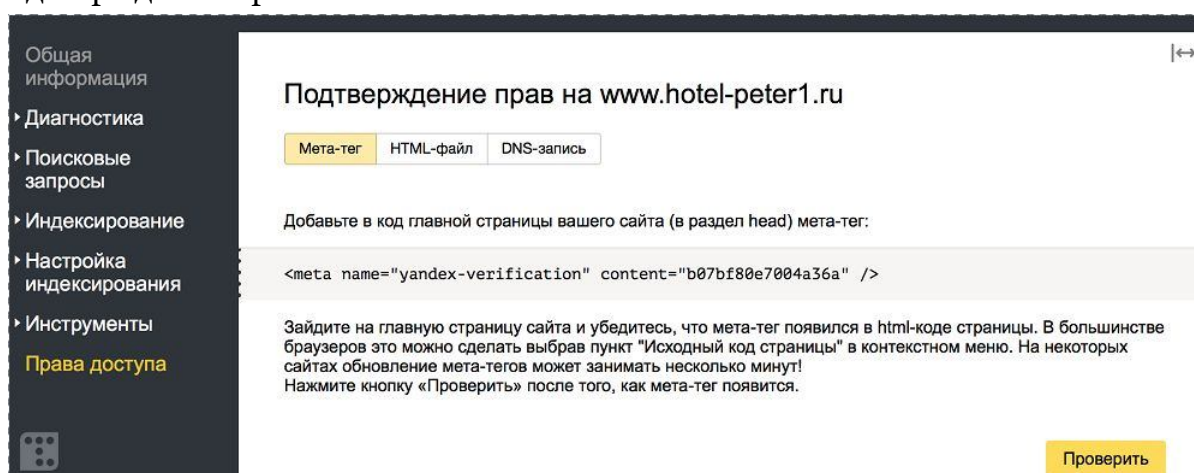 Общая
информация
Диагностика
Поисковые
запросы
Индексирование
Настройка
индексирования
Инструменты
Права доступа
Подтверждение прав на www.hotel-peter1.ru
Мета-тег HTML-файл DNS-запись
Добавьте в код главной страницы вашего сайта (в раздел head) мета-тег:
<meta name="yandex-verification" content="b07bf80e7004a36a" />
Зайдите на главную страницу сайта и убедитесь, что мета-тег появился в html-коде страницы. В большинстве
браузеров это можно сделать выбрав пункт "Исходный код страницы" в контекстном меню. На некоторых
сайтах обновление мета-тегов может занимать несколько минут!
Нажмите кнопку «Проверить» после того, как мета-тег появится.
Проверить